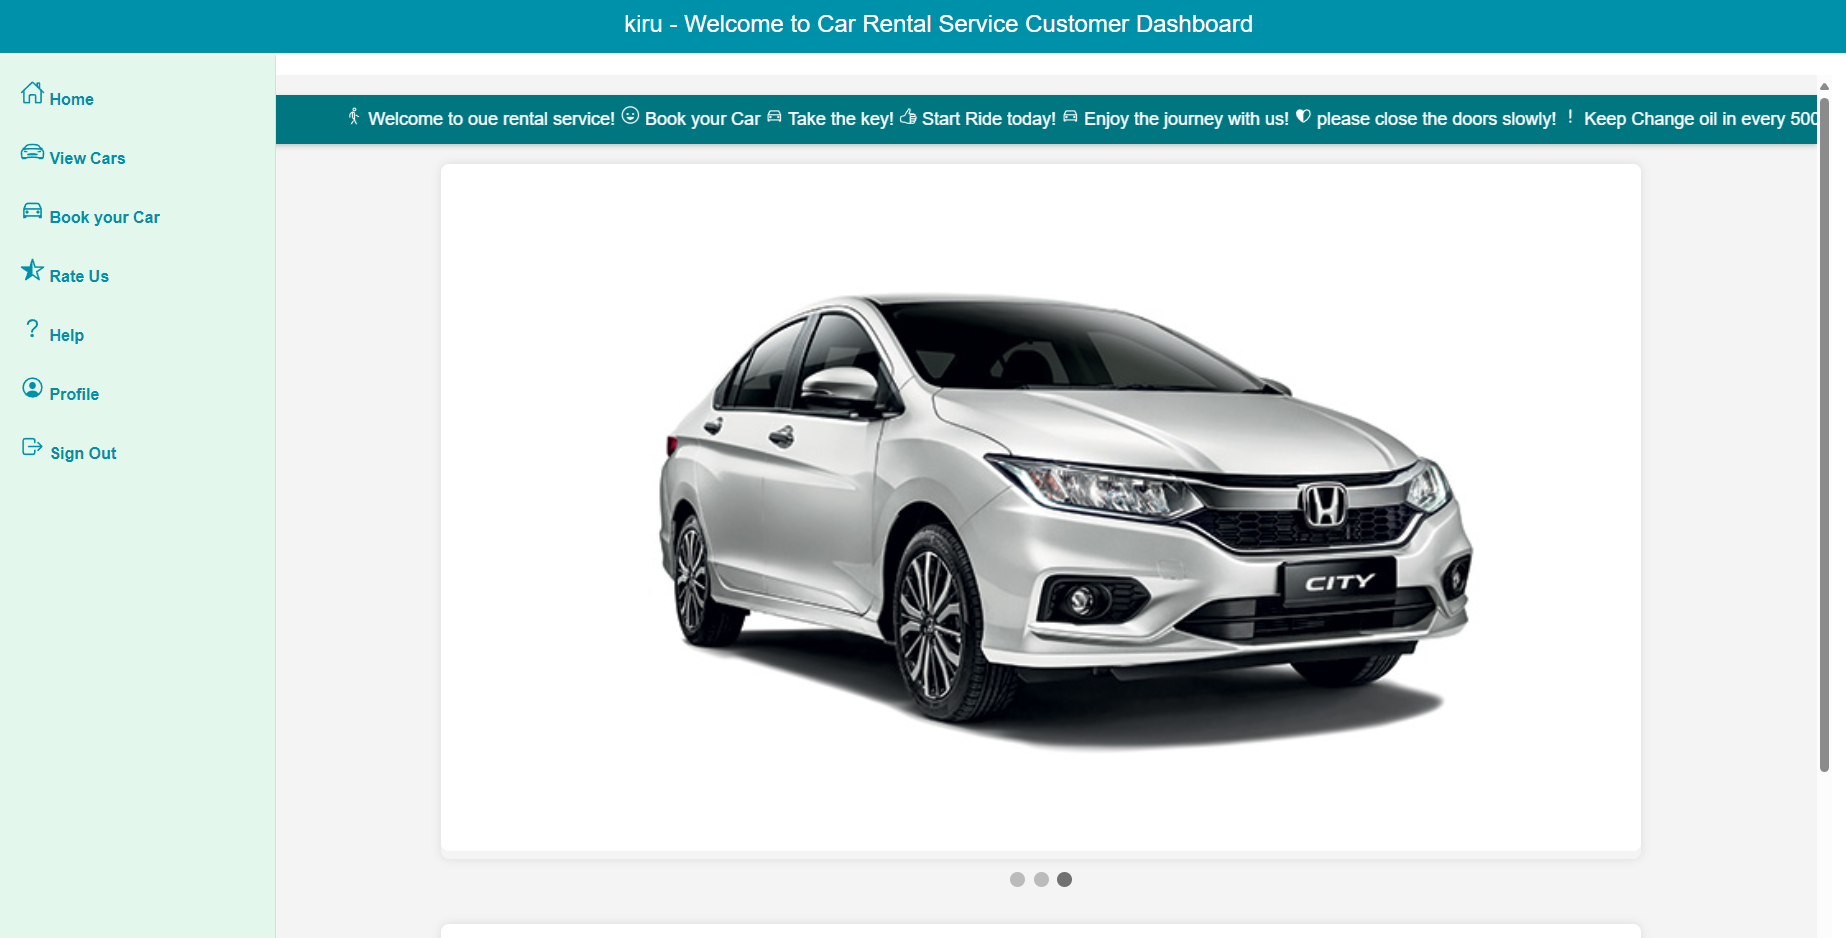 kiru - Welcome to Car Rental Service Customer Dashboard
Home
View Cars
Book your Car
Rate Us
Help
Profile
Sign Out
Welcome to oue rental service! Book your Car Take the key! Start Ride today! Enjoy the journey with us! please close the doors slowly! Keep Change oil in every 500
CITY